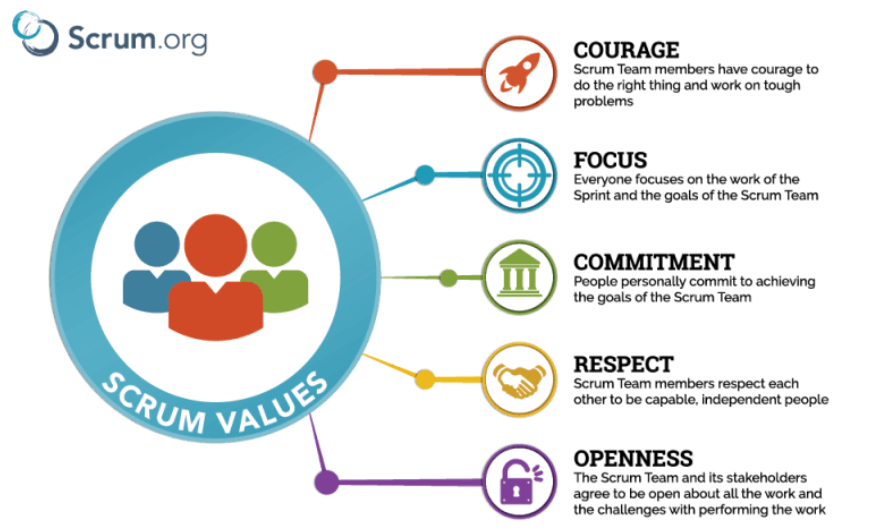 Scrum.org
SCRUM VALUES
COURAGE
Scrum Team members have courage to
do the right thing and work on tough
problems
FOCUS
Everyone focuses on the work of the
Sprint and the goals of the Scrum Team
COMMITMENT
People personally commit to achieving
the goals of the Scrum Team
RESPECT
Scrum Team members respect each
other to be capable, independent people
OPENNESS
The Scrum Team and its stakeholders
agree to be open about all the work and
the challenges with performing the work